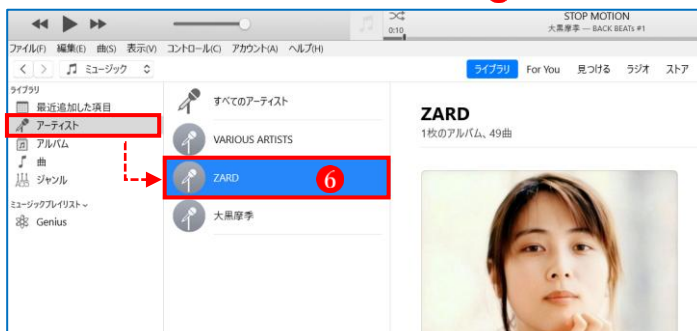 STOP MOTION
0:10
大黒摩季 — BACK BEATs #1
ファイル(F) 編集(E) 曲(S) 表示(V) コントロール(C) アカウント(A) ヘルプ(H)
ミュージック
ライブラリ For You 見つける ラジオ ストア
ライブラリ
最近追加した項目
アーティスト
アルバム
曲
ジャンル
ミュージックプレイリスト
Genius
すべてのアーティスト
VARIOUS ARTISTS
ZARD
6
大黒摩季
ZARD
1枚のアルバム、49曲